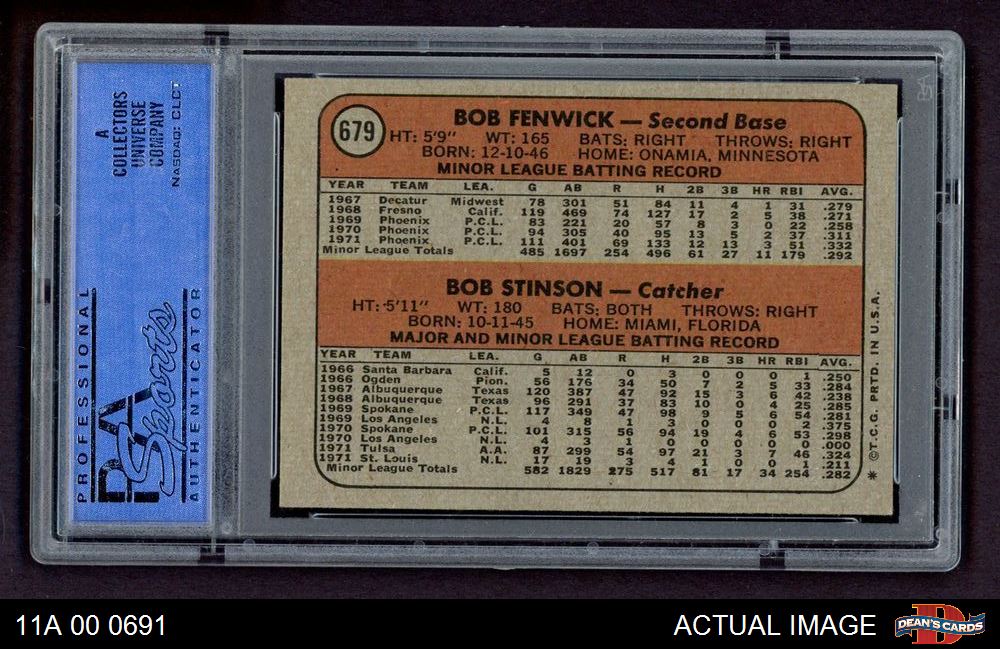 A
COLLECTORS
UNIVERSE
COMPANY
NASDAQ: CLCT
PROFESSIONAL
PSA
Sports
AUTHENTICATOR
679
BOB FENWICK — Second Base
HT: 5'9" WT: 165 BATS: RIGHT THROWS: RIGHT
BORN: 12-10-46 HOME: ONAMIA, MINNESOTA
MINOR LEAGUE BATTING RECORD
YEAR TEAM LEA. G AB R H 2B 3B HR RBI AVG.
1967 Decatur Midwest 78 301 51 84 11 4 1 31 .279
1968 Fresno Calif. 119 469 74 127 17 2 5 38 .271
1969 Phoenix P.C.L. 83 221 20 57 8 3 0 22 .258
1970 Phoenix P.C.L. 94 305 40 95 13 5 2 37 .311
1971 Phoenix P.C.L. 111 401 69 133 12 13 3 51 .332
Minor League Totals 485 1697 254 496 61 27 11 179 .292
BOB STINSON — Catcher
HT: 5'11" WT: 180 BATS: BOTH THROWS: RIGHT
BORN: 10-11-45 HOME: MIAMI, FLORIDA
MAJOR AND MINOR LEAGUE BATTING RECORD
YEAR TEAM LEA. G AB R H 2B 3B HR RBI AVG.
1966 Santa Barbara Calif. 5 12 0 3 0 0 0 1 .250
1966 Ogden Pion. 56 176 34 50 7 2 5 33 .284
1967 Albuquerque Texas 120 387 47 92 15 3 6 42 .238
1968 Albuquerque Texas 96 291 37 83 10 0 4 25 .285
1969 Spokane P.C.L. 117 349 47 98 9 5 6 54 .281
1969 Los Angeles N.L. 4 8 1 3 0 0 0 2 .375
1970 Spokane P.C.L. 101 315 56 94 19 4 6 53 .298
1970 Los Angeles N.L. 4 3 1 0 0 0 0 0 .000
1971 Tulsa A.A. 87 299 54 97 21 3 7 46 .324
1971 St. Louis N.L. 17 19 3 4 1 0 0 1 .211
Minor League Totals 582 1829 275 517 81 17 34 254 .282
* ©T.C.G. PRTD. IN U.S.A.
PSA
11A 00 0691
ACTUAL IMAGE
DEAN'S CARDS